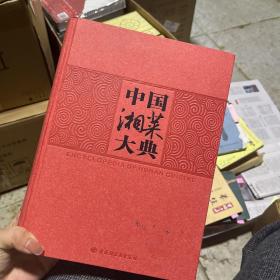 中国
湘菜
大典
ENCYCLOPEDIA OF HUNAN CUISINE